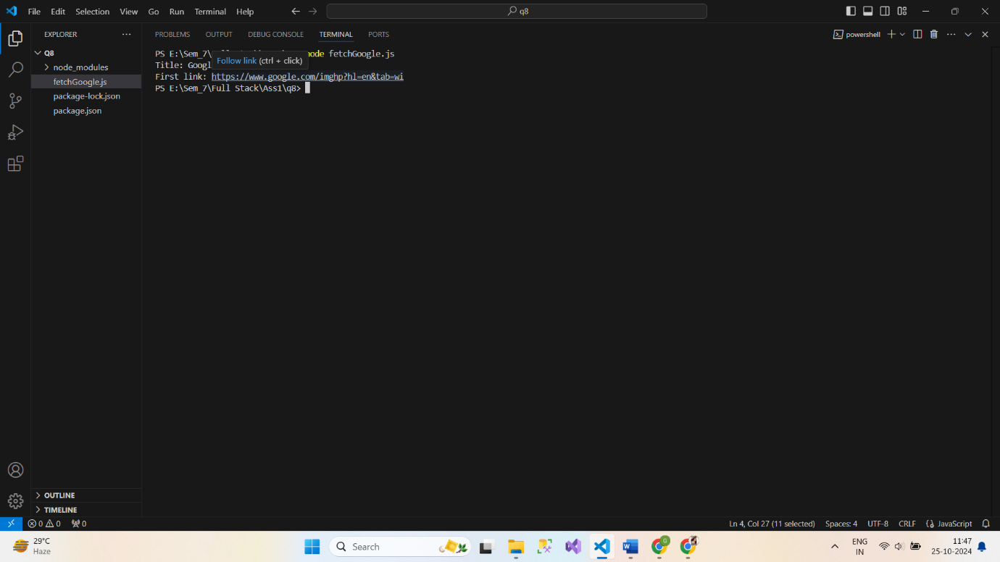 File Edit Selection View Go Run Terminal Help
q8
EXPLORER
PROBLEMS OUTPUT DEBUG CONSOLE TERMINAL PORTS
powershell
Q8
node_modules
fetchGoogle.js
package-lock.json
package.json
PS E:\Sem_7\ node fetchGoogle.js
Follow link (ctrl + click)
Title: Googl
First link: https://www.google.com/imghp?hl=en&tab=wi
PS E:\Sem_7\Full Stack\Ass1\q8>
OUTLINE
TIMELINE
0 0 0
Ln 4, Col 27 (11 selected) Spaces: 4 UTF-8 CRLF JavaScript
29°C
Haze
Search
ENG
IN
11:47
25-10-2024